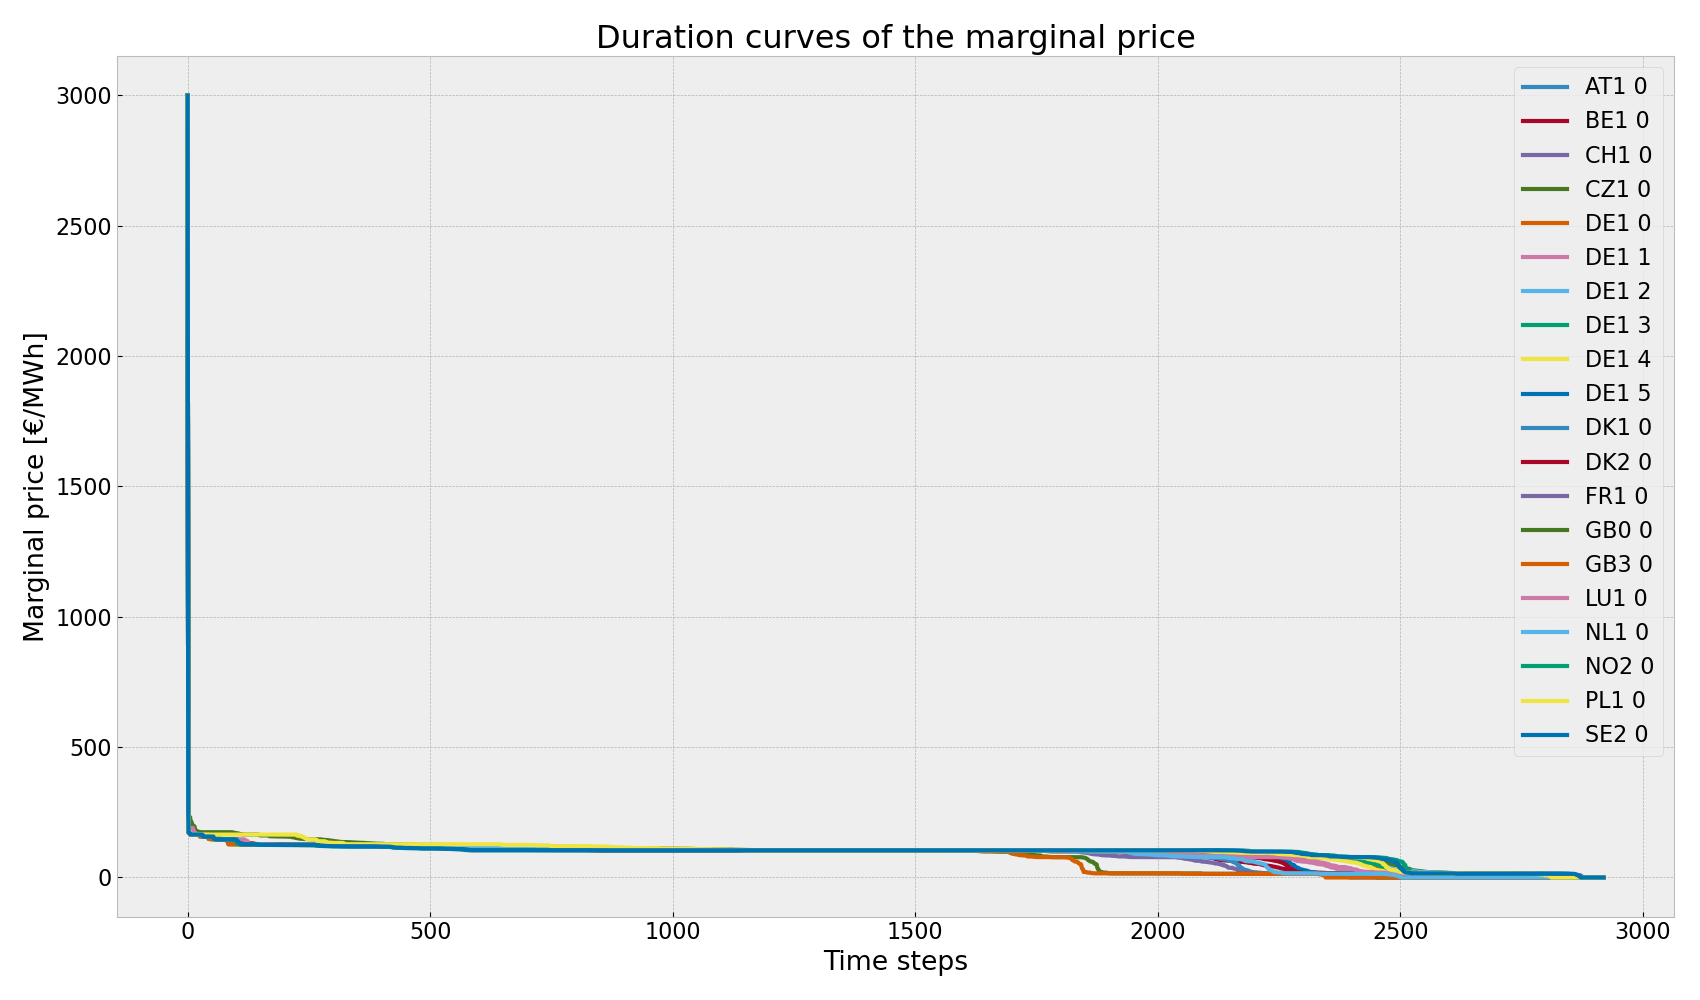 Duration curves of the marginal price
Marginal price [€/MWh]
3000
2500
2000
1500
1000
500
0
0
500
1000
1500
2000
2500
3000
Time steps
AT1 0
BE1 0
CH1 0
CZ1 0
DE1 0
DE1 1
DE1 2
DE1 3
DE1 4
DE1 5
DK1 0
DK2 0
FR1 0
GB0 0
GB3 0
LU1 0
NL1 0
NO2 0
PL1 0
SE2 0